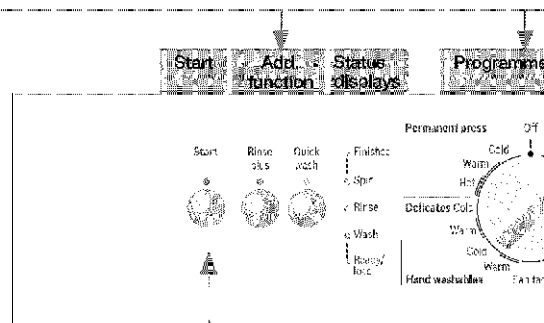 Start Add. function Status displays Programme
Permanent press Off
Start Rinse plus Quick wash Finished Cold
Warm
Spin Hot
Rinse Delicates Cold
Wash Warm
Ready/ Cold
Warm
Hand washables